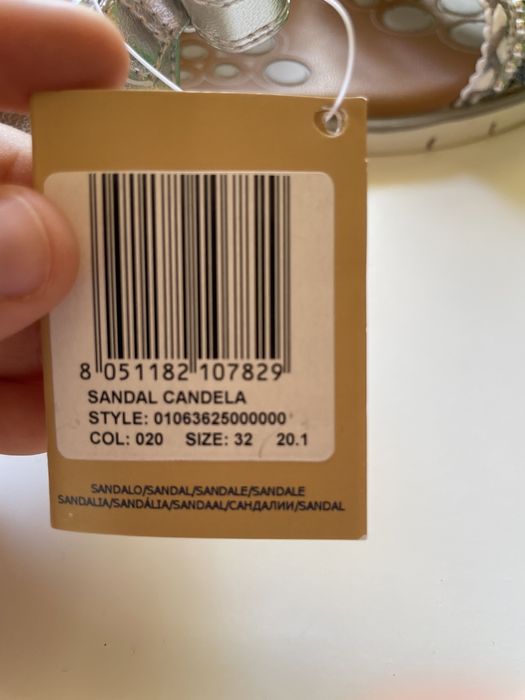 8 051182 107829
SANDAL CANDELA
STYLE: 01063625000000
COL: 020 SIZE: 32 20.1
SANDALO/SANDAL/SANDALE/SANDALE
SANDALIA/SANDÁLIA/SANDAAL/САНДАЛИИ/SANDAL